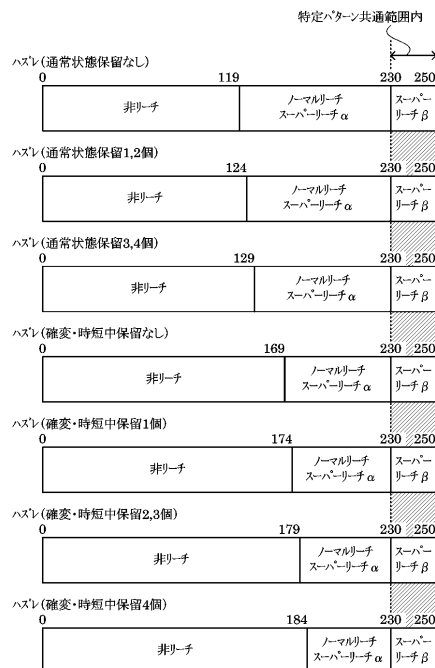 特定パターン共通範囲内
ハズレ(通常状態保留なし)
0 119 230 250
非リーチ ノーマルリーチ スーパー
スーパーリーチα リーチβ
ハズレ(通常状態保留1,2個)
0 124 230 250
非リーチ ノーマルリーチ スーパー
スーパーリーチα リーチβ
ハズレ(通常状態保留3,4個)
0 129 230 250
非リーチ ノーマルリーチ スーパー
スーパーリーチα リーチβ
ハズレ(確変・時短中保留なし)
0 169 230 250
非リーチ ノーマルリーチ スーパー
スーパーリーチα リーチβ
ハズレ(確変・時短中保留1個)
0 174 230 250
非リーチ ノーマルリーチ スーパー
スーパーリーチα リーチβ
ハズレ(確変・時短中保留2,3個)
0 179 230 250
非リーチ ノーマルリーチ スーパー
スーパーリーチα リーチβ
ハズレ(確変・時短中保留4個)
0 184 230 250
非リーチ ノーマルリーチ スーパー
スーパーリーチα リーチβ